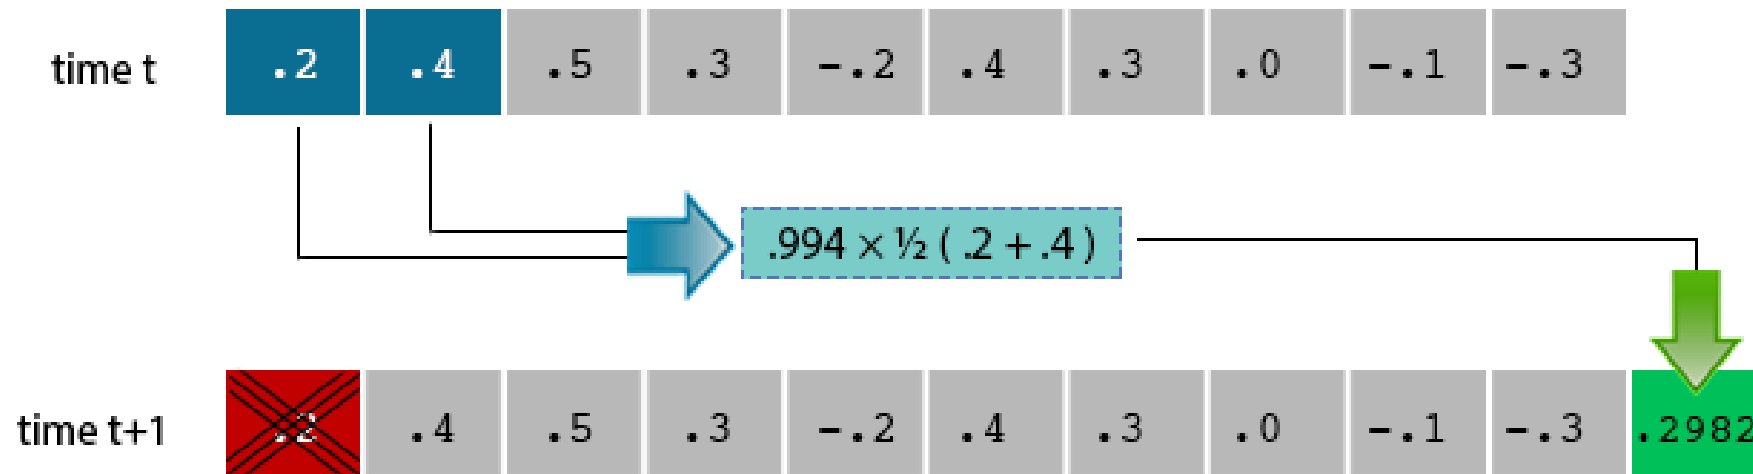 time t .2 .4 .5 .3 -.2 .4 .3 .0 -.1 -.3
.994 × ½ ( .2 + .4 )
time t+1 .2 .4 .5 .3 -.2 .4 .3 .0 -.1 -.3 .2982